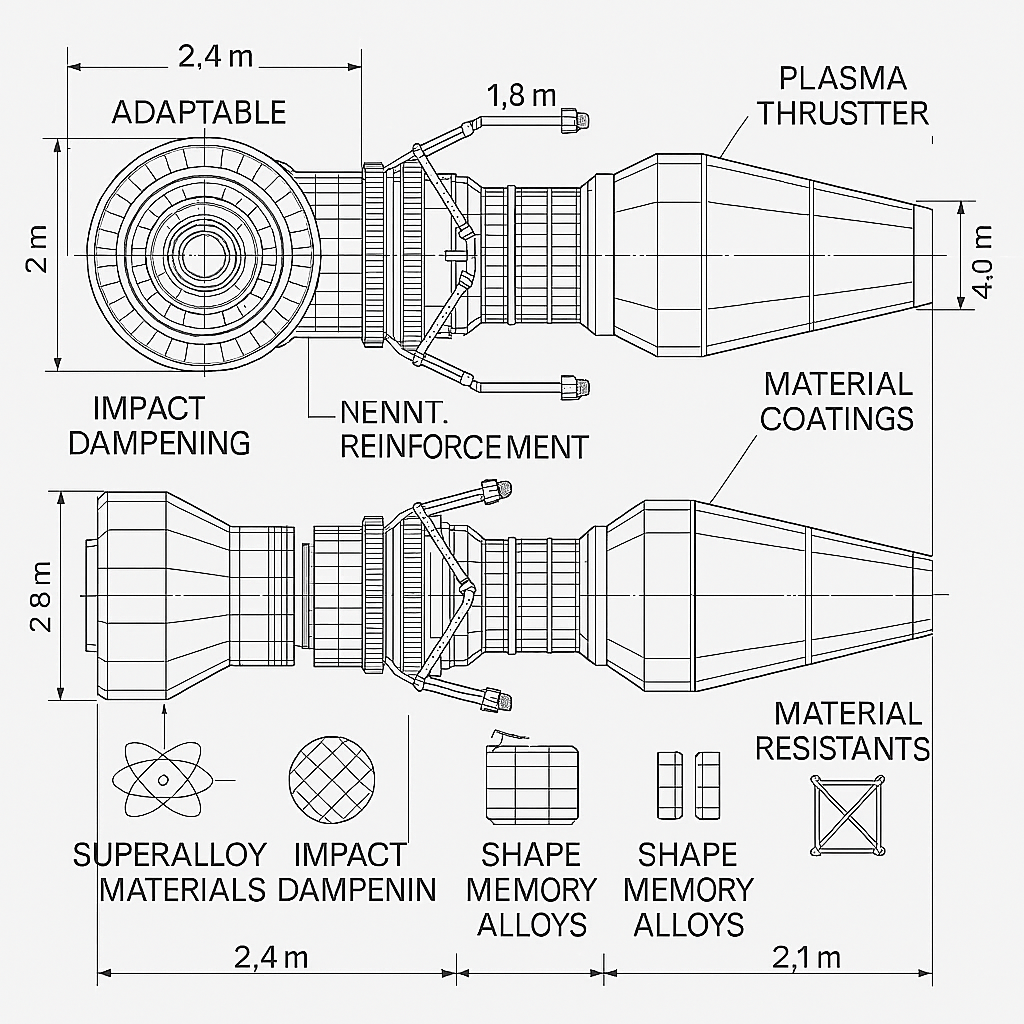 2,4 m
ADAPTABLE
1,8 m
PLASMA
THRUSTTER
2 m
4.0 m
IMPACT
DAMPENING
NENNT.
REINFORCEMENT
MATERIAL
COATINGS
2 8 m
MATERIAL
RESISTANTS
SUPERALLOY
MATERIALS
IMPACT
DAMPENIN
SHAPE
MEMORY
ALLOYS
SHAPE
MEMORY
ALLOYS
2,4 m
2,1 m